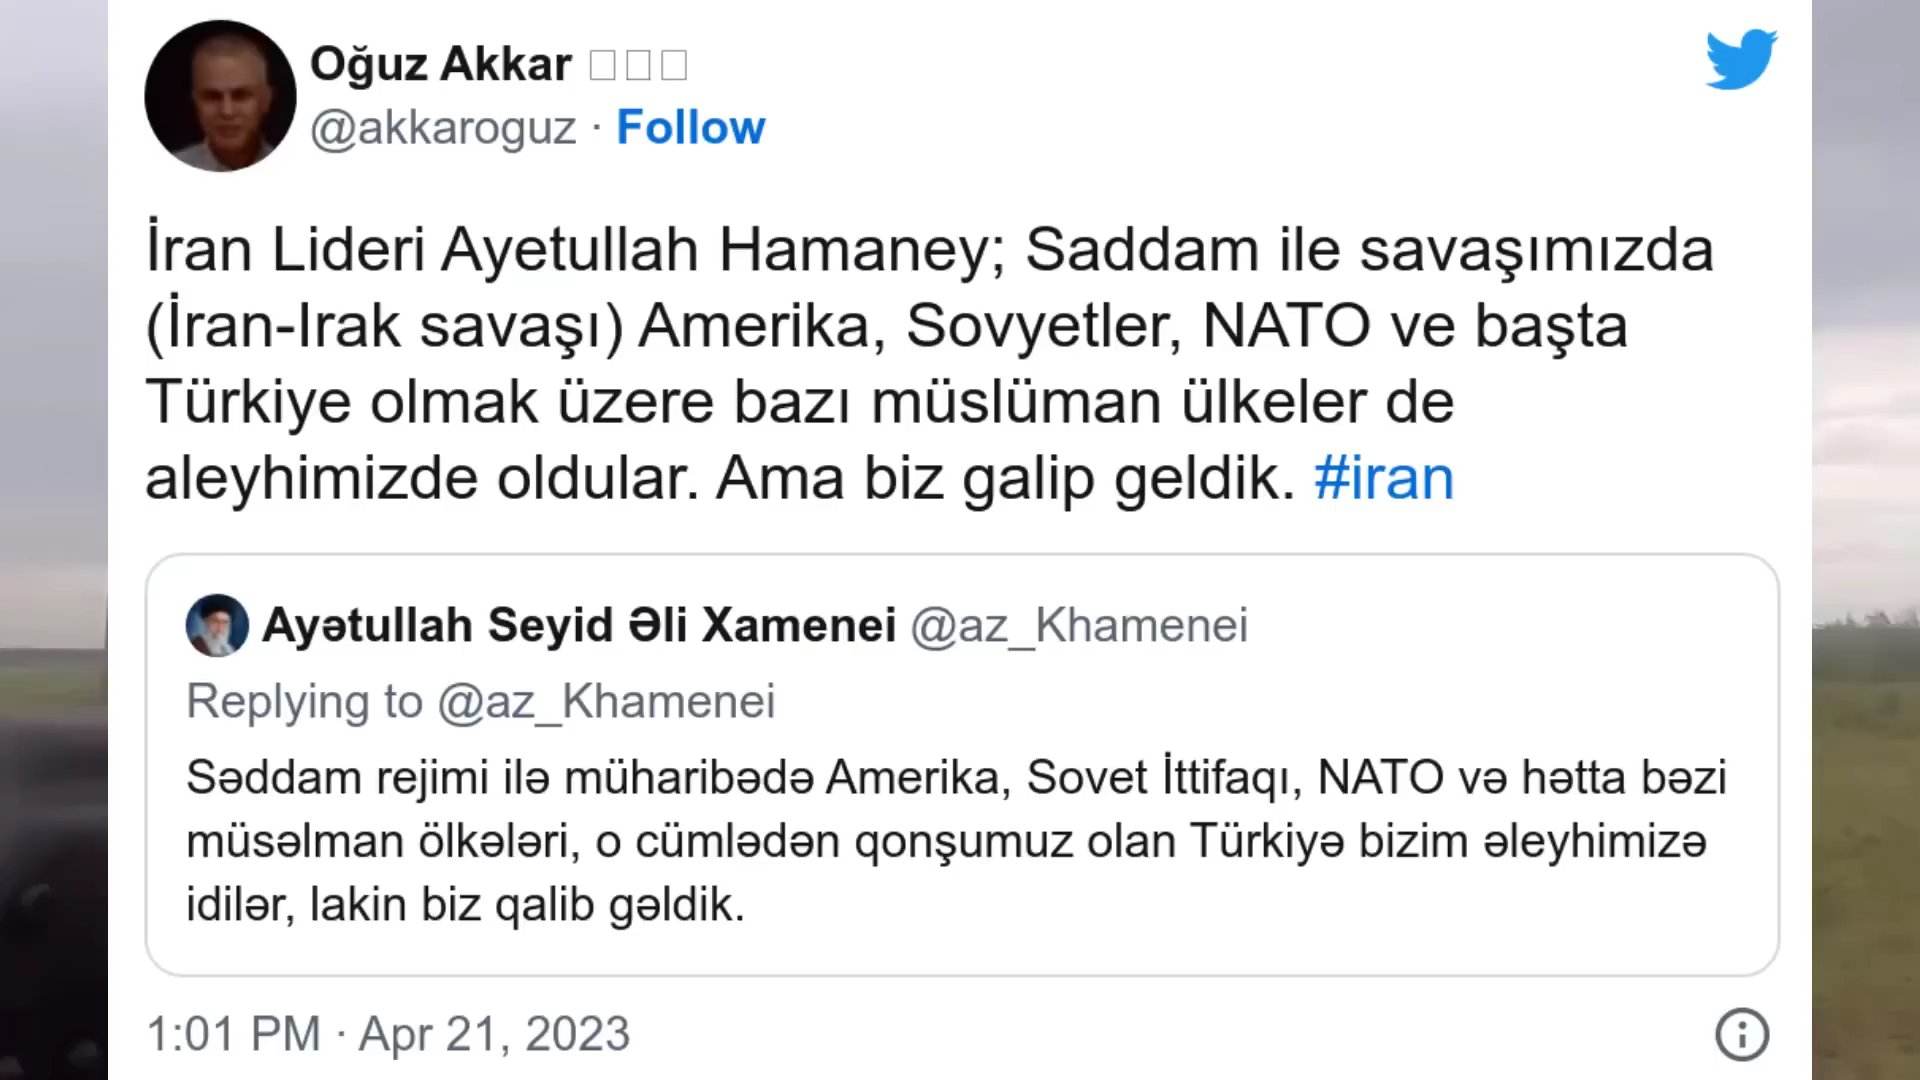 Oğuz Akkar
@akkaroguz · Follow
İran Lideri Ayetullah Hamaney; Saddam ile savaşımızda
(İran-Irak savaşı) Amerika, Sovyetler, NATO ve başta
Türkiye olmak üzere bazı müslüman ülkeler de
aleyhimizde oldular. Ama biz galip geldik. #iran
Ayətullah Seyid Əli Xamenei @az_Khamenei
Replying to @az_Khamenei
Səddam rejimi ilə müharibədə Amerika, Sovet İttifaqı, NATO və hətta bəzi
müsəlman ölkələri, o cümlədən qonşumuz olan Türkiyə bizim əleyhimizə
idilər, lakin biz qalib gəldik.
1:01 PM · Apr 21, 2023